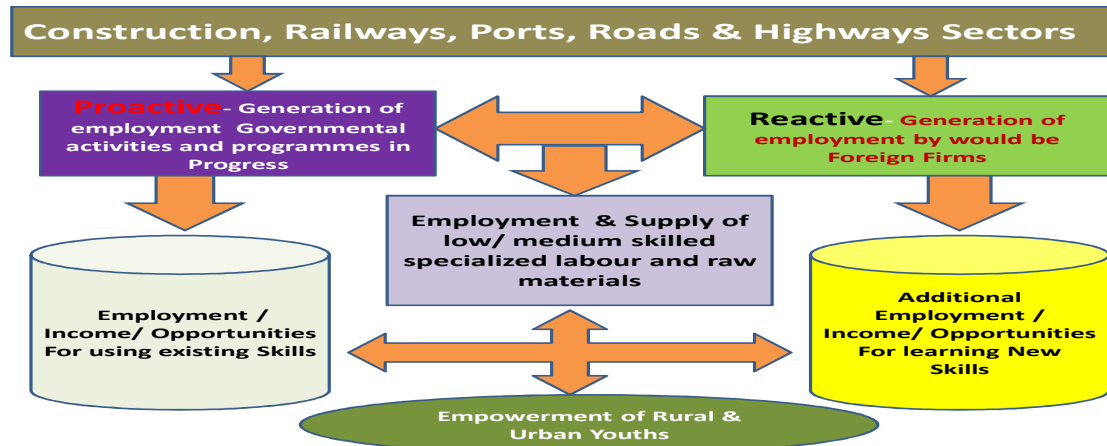 Construction, Railways, Ports, Roads & Highways Sectors
Proactive- Generation of
employment Governmental
activities and programmes in
Progress
Reactive- Generation of
employment by would be
Foreign Firms
Employment & Supply of
low/ medium skilled
specialized labour and raw
materials
Employment /
Income/ Opportunities
For using existing Skills
Additional
Employment /
Income/ Opportunities
For learning New
Skills
Empowerment of Rural &
Urban Youths